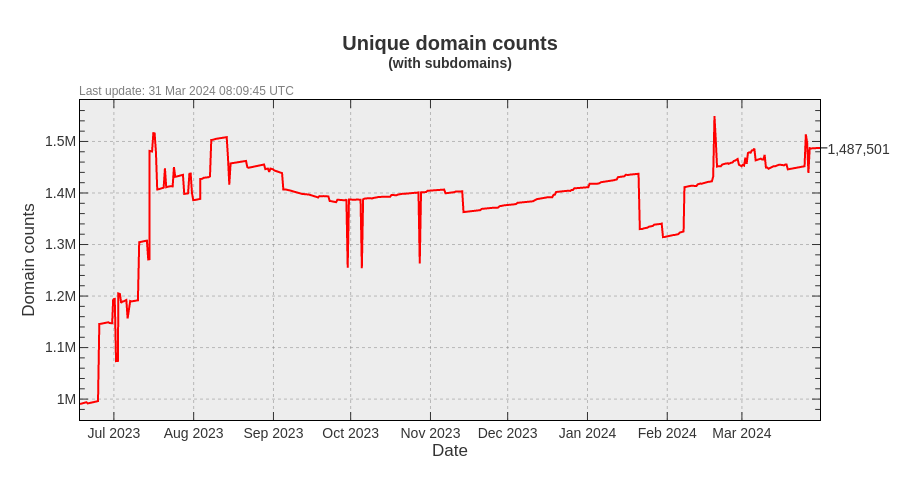 Unique domain counts
(with subdomains)
Last update: 31 Mar 2024 08:09:45 UTC
1.5M
1,487,501
1.4M
1.3M
1.2M
1.1M
1M
Domain counts
Jul 2023 Aug 2023 Sep 2023 Oct 2023 Nov 2023 Dec 2023 Jan 2024 Feb 2024 Mar 2024
Date